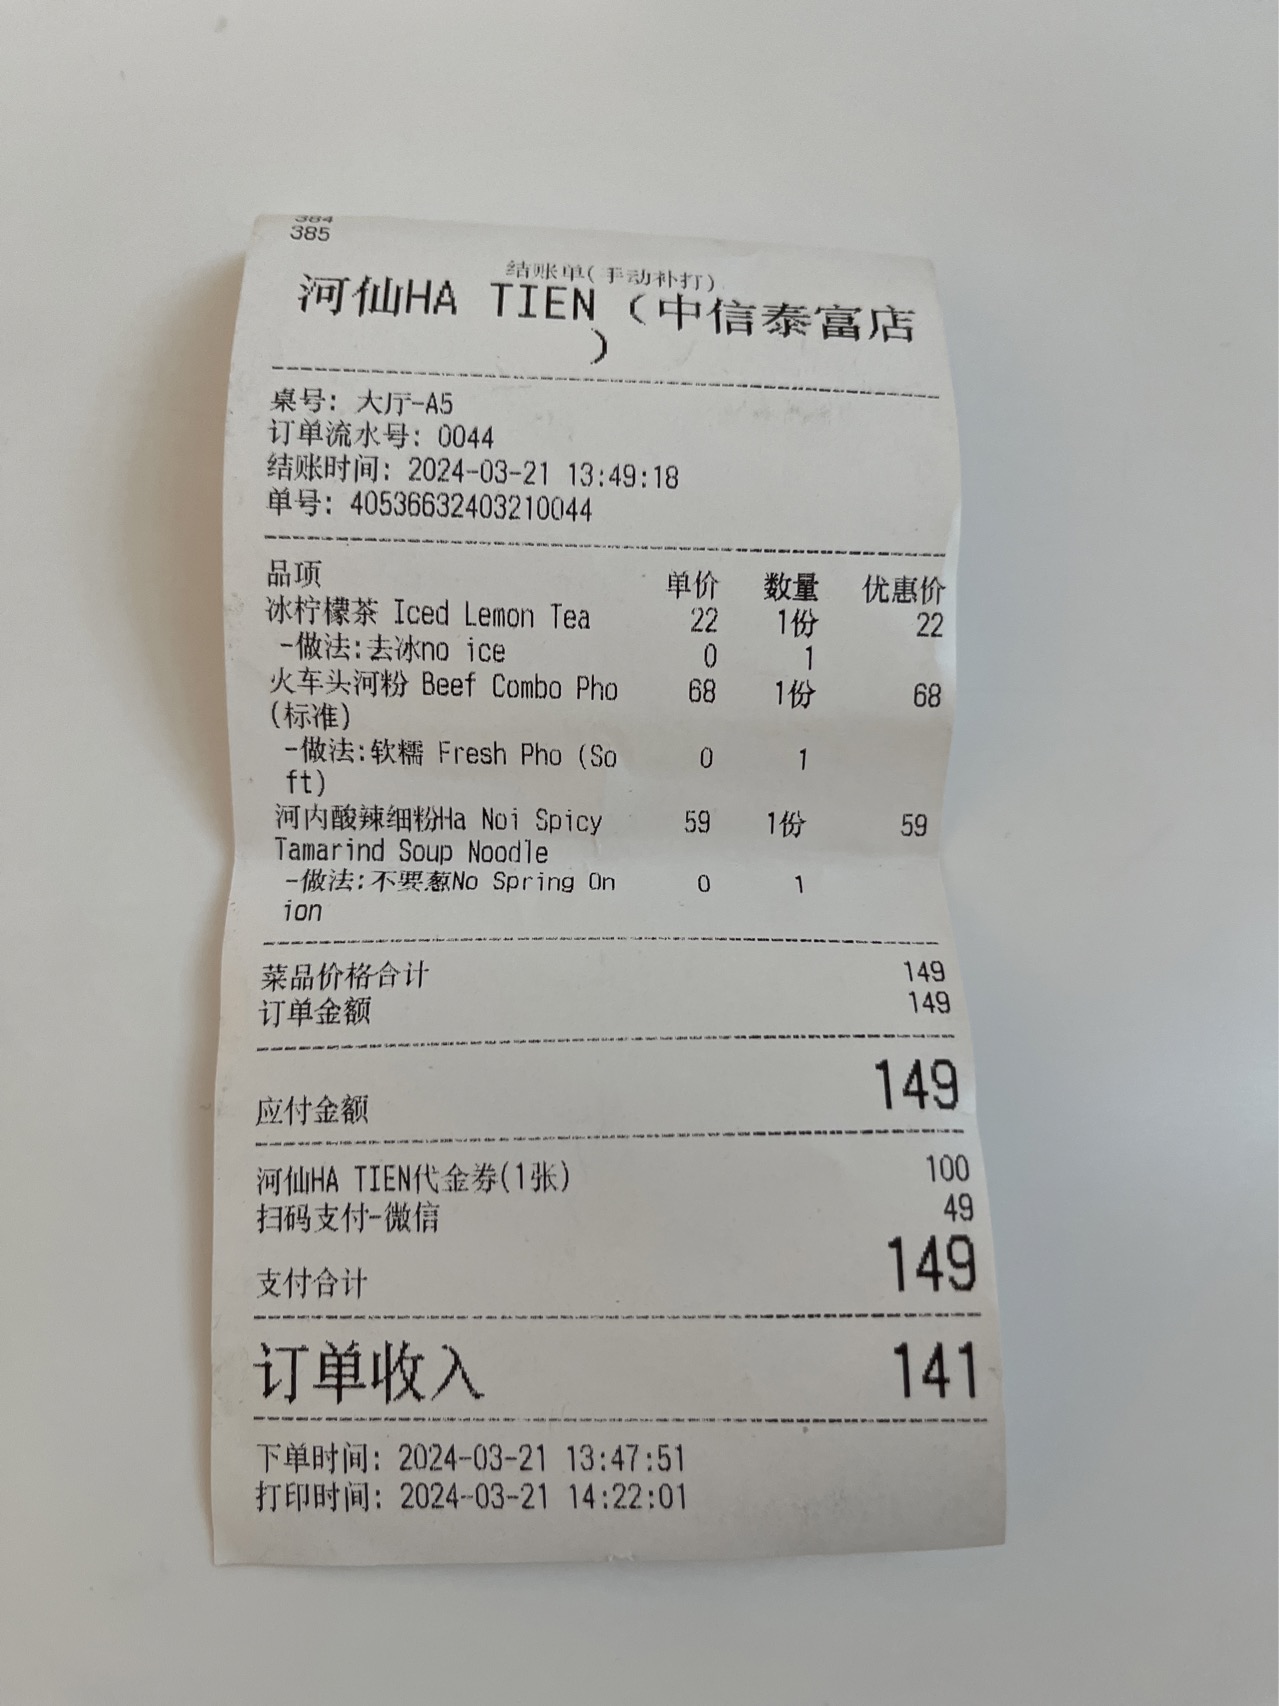 384
385
结账单(手动补打)
河仙HA TIEN（中信泰富店
）
桌号: 大厅-A5
订单流水号: 0044
结账时间: 2024-03-21 13:49:18
单号: 40536632403210044
品项 单价 数量 优惠价
冰柠檬茶 Iced Lemon Tea 22 1份 22
-做法:去冰no ice 0 1
火车头河粉 Beef Combo Pho 68 1份 68
(标准)
-做法:软糯 Fresh Pho (So 0 1
ft)
河内酸辣细粉Ha Noi Spicy 59 1份 59
Tamarind Soup Noodle
-做法:不要葱No Spring On 0 1
ion
菜品价格合计 149
订单金额 149
应付金额 149
河仙HA TIEN代金券(1张) 100
扫码支付-微信 49
支付合计 149
订单收入 141
下单时间: 2024-03-21 13:47:51
打印时间: 2024-03-21 14:22:01